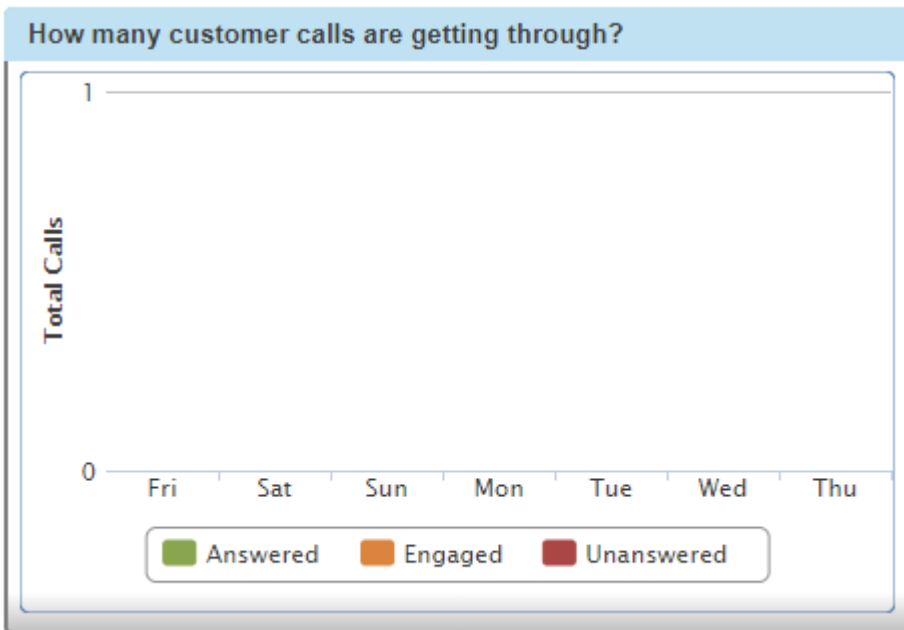 How many customer calls are getting through?
1
Total Calls
0
Fri Sat Sun Mon Tue Wed Thu
Answered Engaged Unanswered